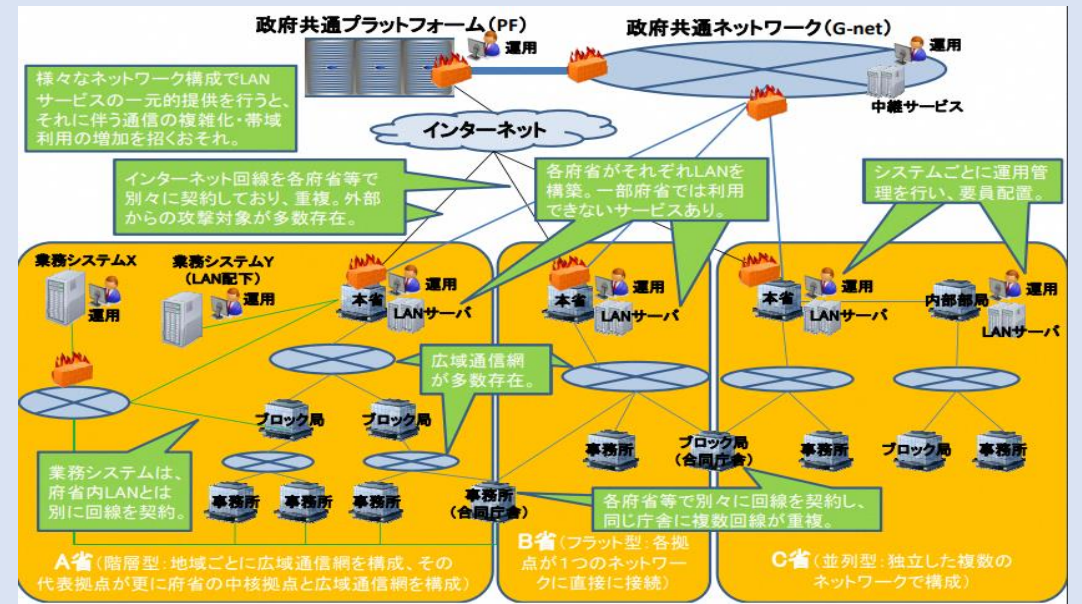 政府共通プラットフォーム(PF)
運用
政府共通ネットワーク(G-net)
運用
中継サービス
様々なネットワーク構成でLAN
サービスの一元的提供を行うと、
それに伴う通信の複雑化・帯域
利用の増加を招くおそれ。
インターネット
インターネット回線を各府省等で
別々に契約しており、重複。外部
からの攻撃対象が多数存在。
各府省がそれぞれLANを
構築。一部府省では利用
できないサービスあり。
システムごとに運用管
理を行い、要員配置。
業務システムX
運用
業務システムY
(LAN配下)
運用
本省
運用
LANサーバ
本省
運用
LANサーバ
本省
運用
LANサーバ
内部部局
運用
LANサーバ
広域通信網
が多数存在。
ブロック局
ブロック局
事務所
ブロック局
(合同庁舎)
事務所
ブロック局
事務所
業務システムは、
府省内LANとは
別に回線を契約。
事務所
事務所
事務所
事務所
(合同庁舎)
各府省等で別々に回線を契約し、
同じ庁舎に複数回線が重複。
A省(階層型:地域ごとに広域通信網を構成、その
代表拠点が更に府省の中核拠点と広域通信網を構成)
B省(フラット型:各拠
点が1つのネットワー
クに直接に接続)
C省(並列型:独立した複数の
ネットワークで構成)